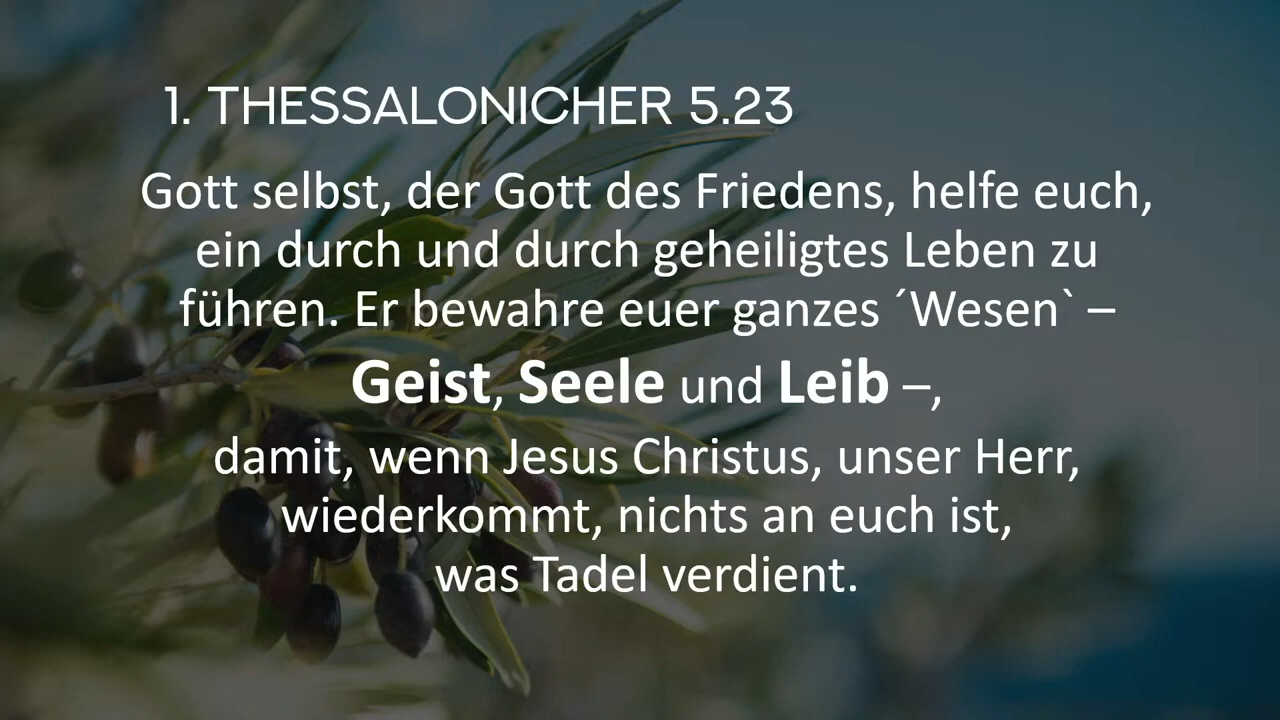 1. THESSALONICHER 5.23
Gott selbst, der Gott des Friedens, helfe euch,
ein durch und durch geheiligtes Leben zu
führen. Er bewahre euer ganzes ´Wesen` –
Geist, Seele und Leib –,
damit, wenn Jesus Christus, unser Herr,
wiederkommt, nichts an euch ist,
was Tadel verdient.